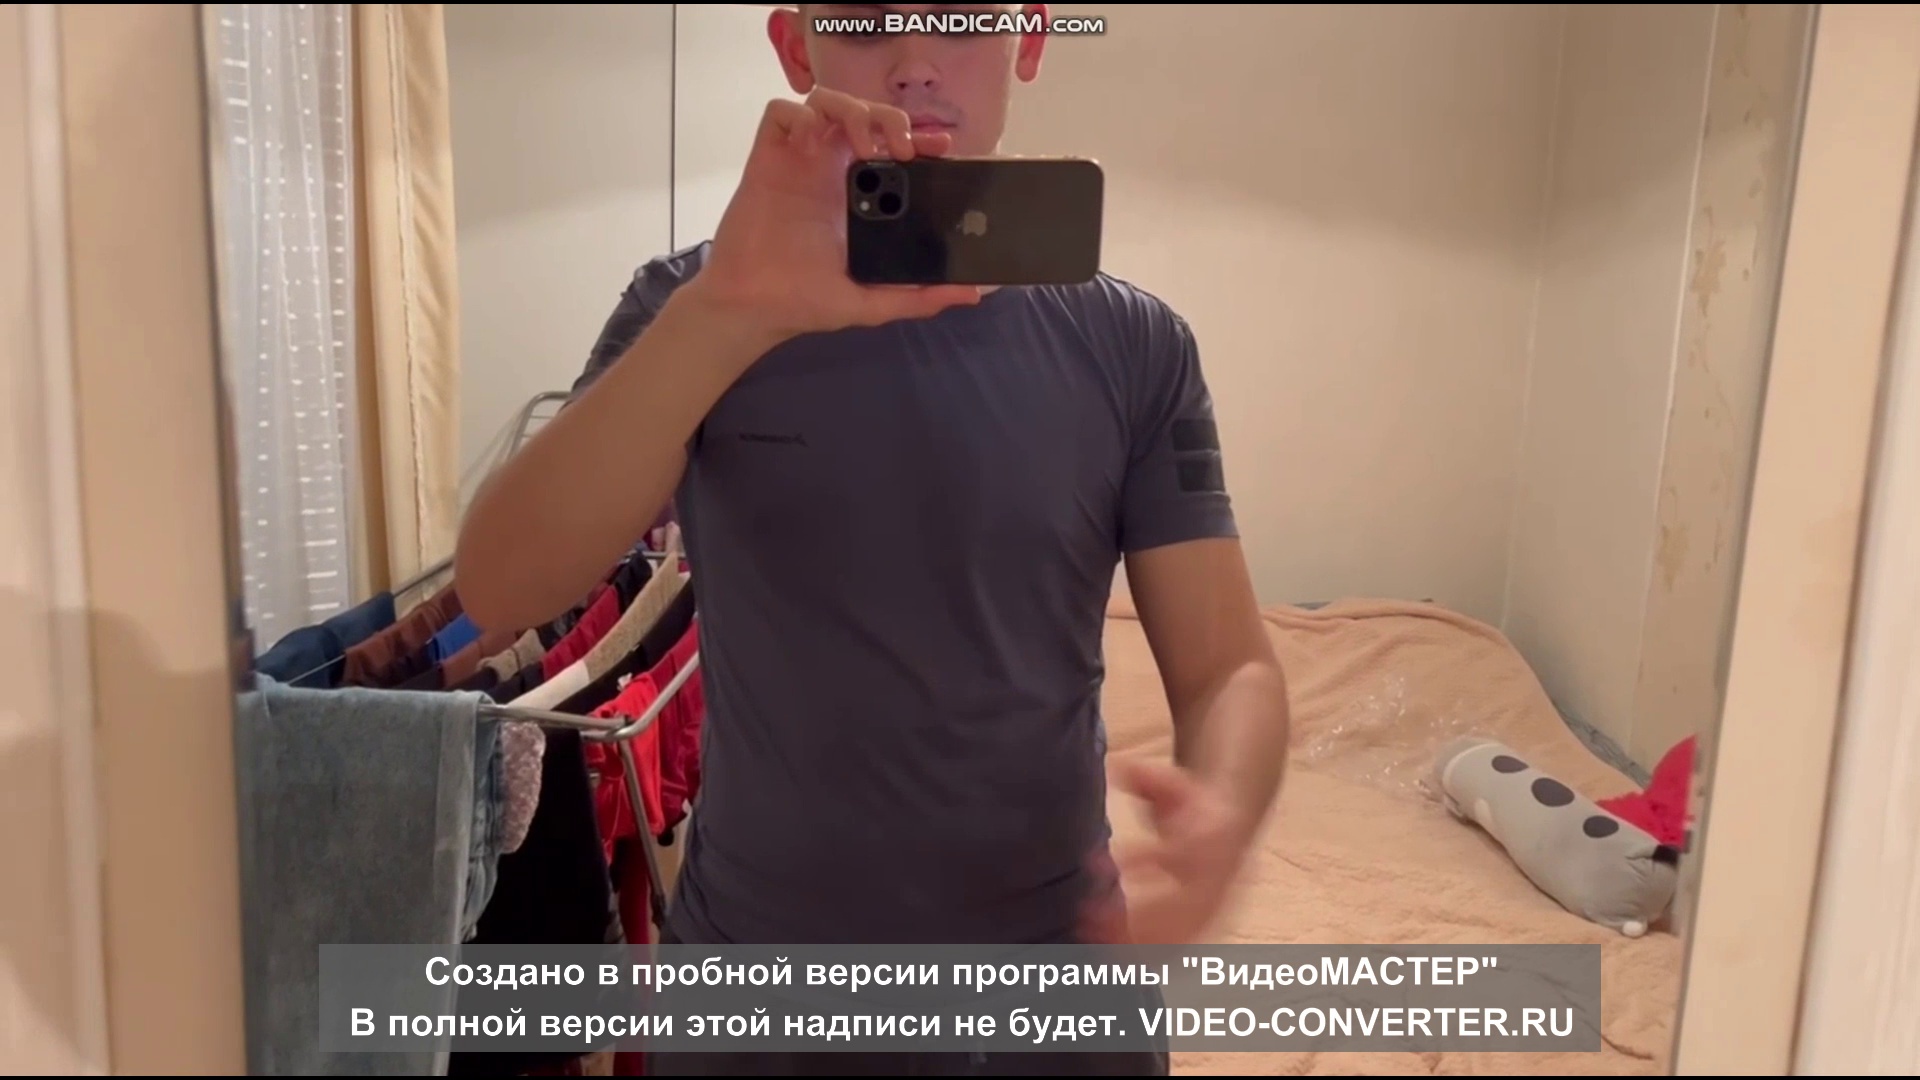 www.BANDICAM.com
Создано в пробной версии программы "ВидеоМАСТЕР"
В полной версии этой надписи не будет. VIDEO-CONVERTER.RU